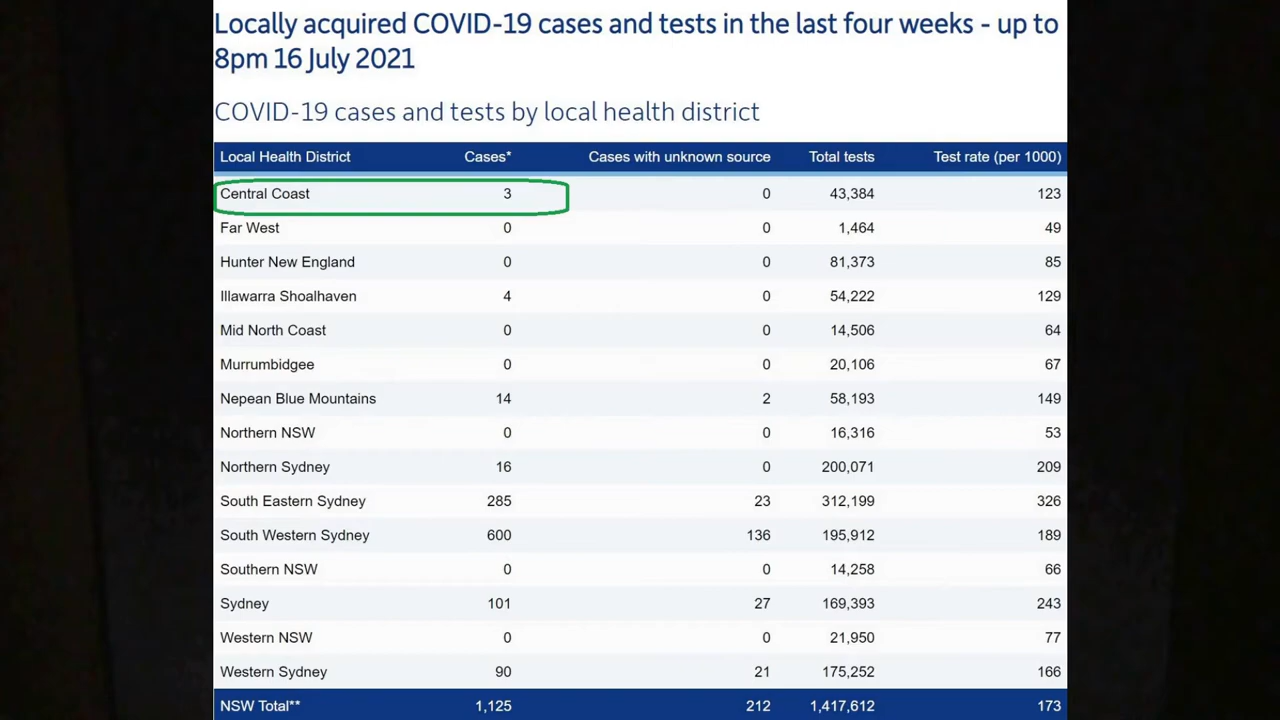 Locally acquired COVID-19 cases and tests in the last four weeks - up to
8pm 16 July 2021
COVID-19 cases and tests by local health district
Local Health District Cases* Cases with unknown source Total tests Test rate (per 1000)
Central Coast 3 0 43,384 123
Far West 0 0 1,464 49
Hunter New England 0 0 81,373 85
Illawarra Shoalhaven 4 0 54,222 129
Mid North Coast 0 0 14,506 64
Murrumbidgee 0 0 20,106 67
Nepean Blue Mountains 14 2 58,193 149
Northern NSW 0 0 16,316 53
Northern Sydney 16 0 200,071 209
South Eastern Sydney 285 23 312,199 326
South Western Sydney 600 136 195,912 189
Southern NSW 0 0 14,258 66
Sydney 101 27 169,393 243
Western NSW 0 0 21,950 77
Western Sydney 90 21 175,252 166
NSW Total** 1,125 212 1,417,612 173